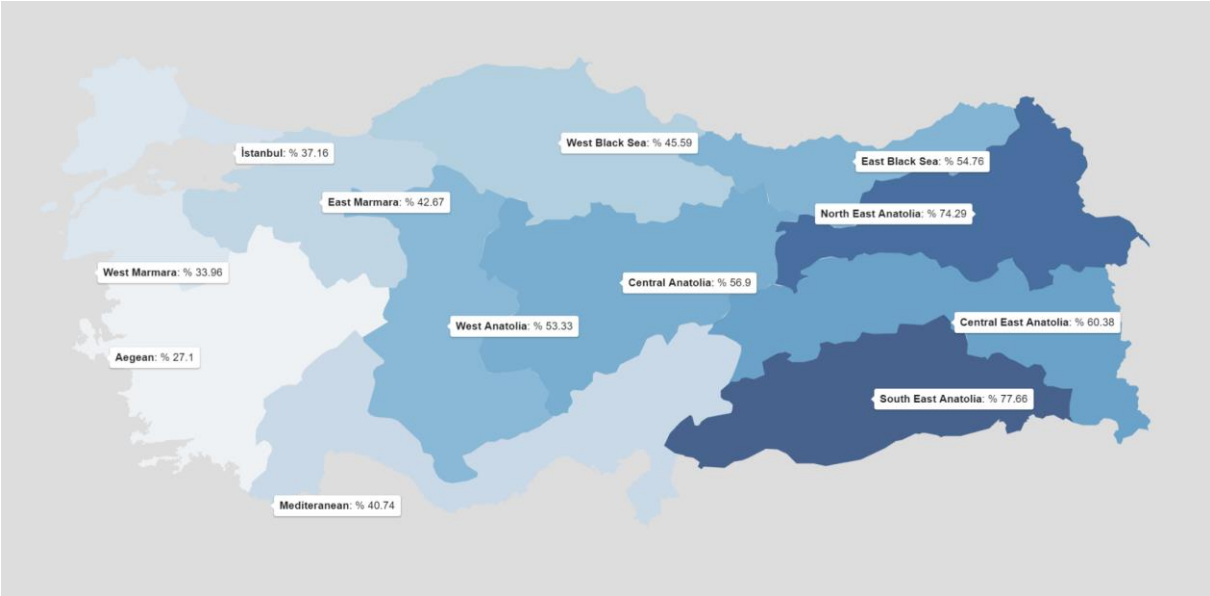 İstanbul: % 37.16
West Black Sea: % 45.59
East Black Sea: % 54.76
East Marmara: % 42.67
North East Anatolia: % 74.29
West Marmara: % 33.96
Central Anatolia: % 56.9
West Anatolia: % 53.33
Central East Anatolia: % 60.38
Aegean: % 27.1
South East Anatolia: % 77.66
Mediteranean: % 40.74